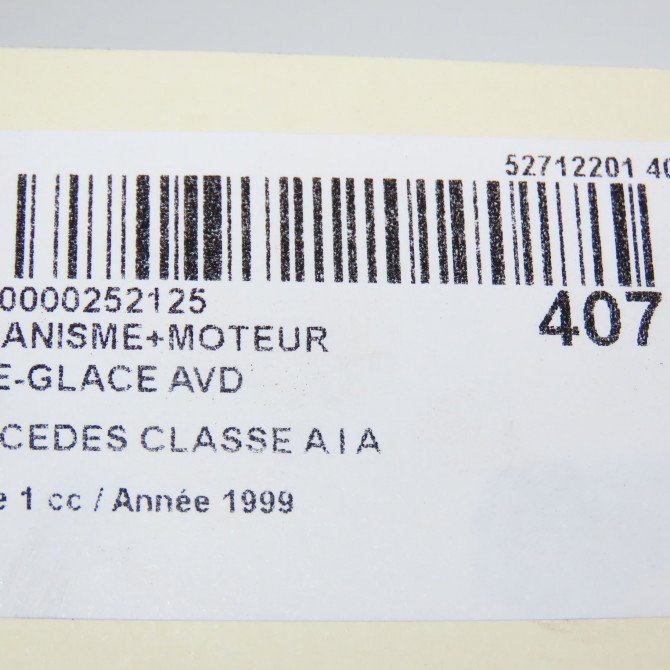 52712201 40
0000252125
407
ANISME+MOTEUR
E-GLACE AVD
CEDES CLASSE A I A
e 1 cc / Année 1999